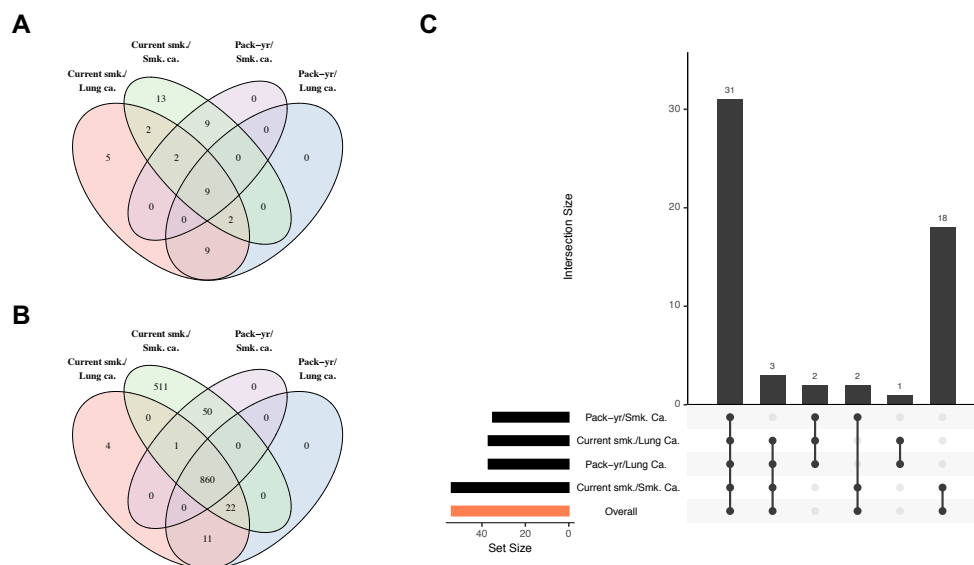 A
Current smk./
Smk. ca.
Pack−yr/
Smk. ca.
Current smk./
Lung ca.
Pack−yr/
Lung ca.
13
0
2
9
0
5
2
0
0
9
0
0
0
2
9
B
Current smk./
Smk. ca.
Pack−yr/
Smk. ca.
Current smk./
Lung ca.
Pack−yr/
Lung ca.
511
0
0
50
0
4
1
0
0
860
0
0
0
22
11
C
Intersection Size
30
20
10
0
31
3
2
2
1
18
Pack−yr/Smk. Ca.
Current smk./Lung Ca.
Pack−yr/Lung Ca.
Current smk./Smk. Ca.
Overall
40
20
0
Set Size